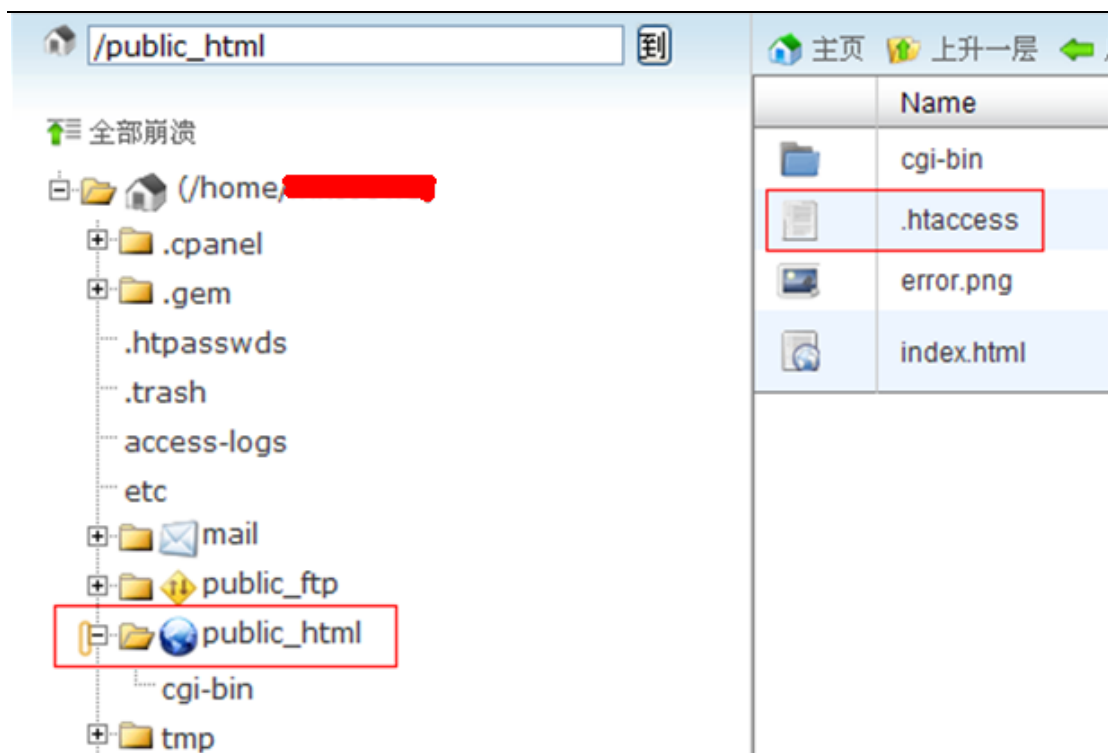 /public_html 到
全部崩溃
(/home/
.cpanel
.gem
.htpasswds
.trash
access-logs
etc
mail
public_ftp
public_html
cgi-bin
tmp
主页 上升一层
Name
cgi-bin
.htaccess
error.png
index.html